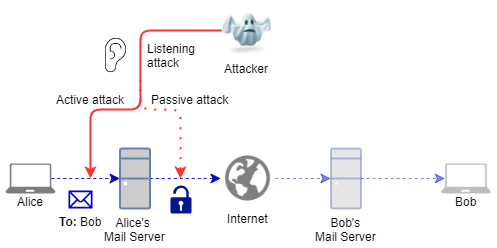 Listening
attack
Attacker
Active attack
Passive attack
Alice
To: Bob
Alice's
Mail Server
Internet
Bob's
Mail Server
Bob